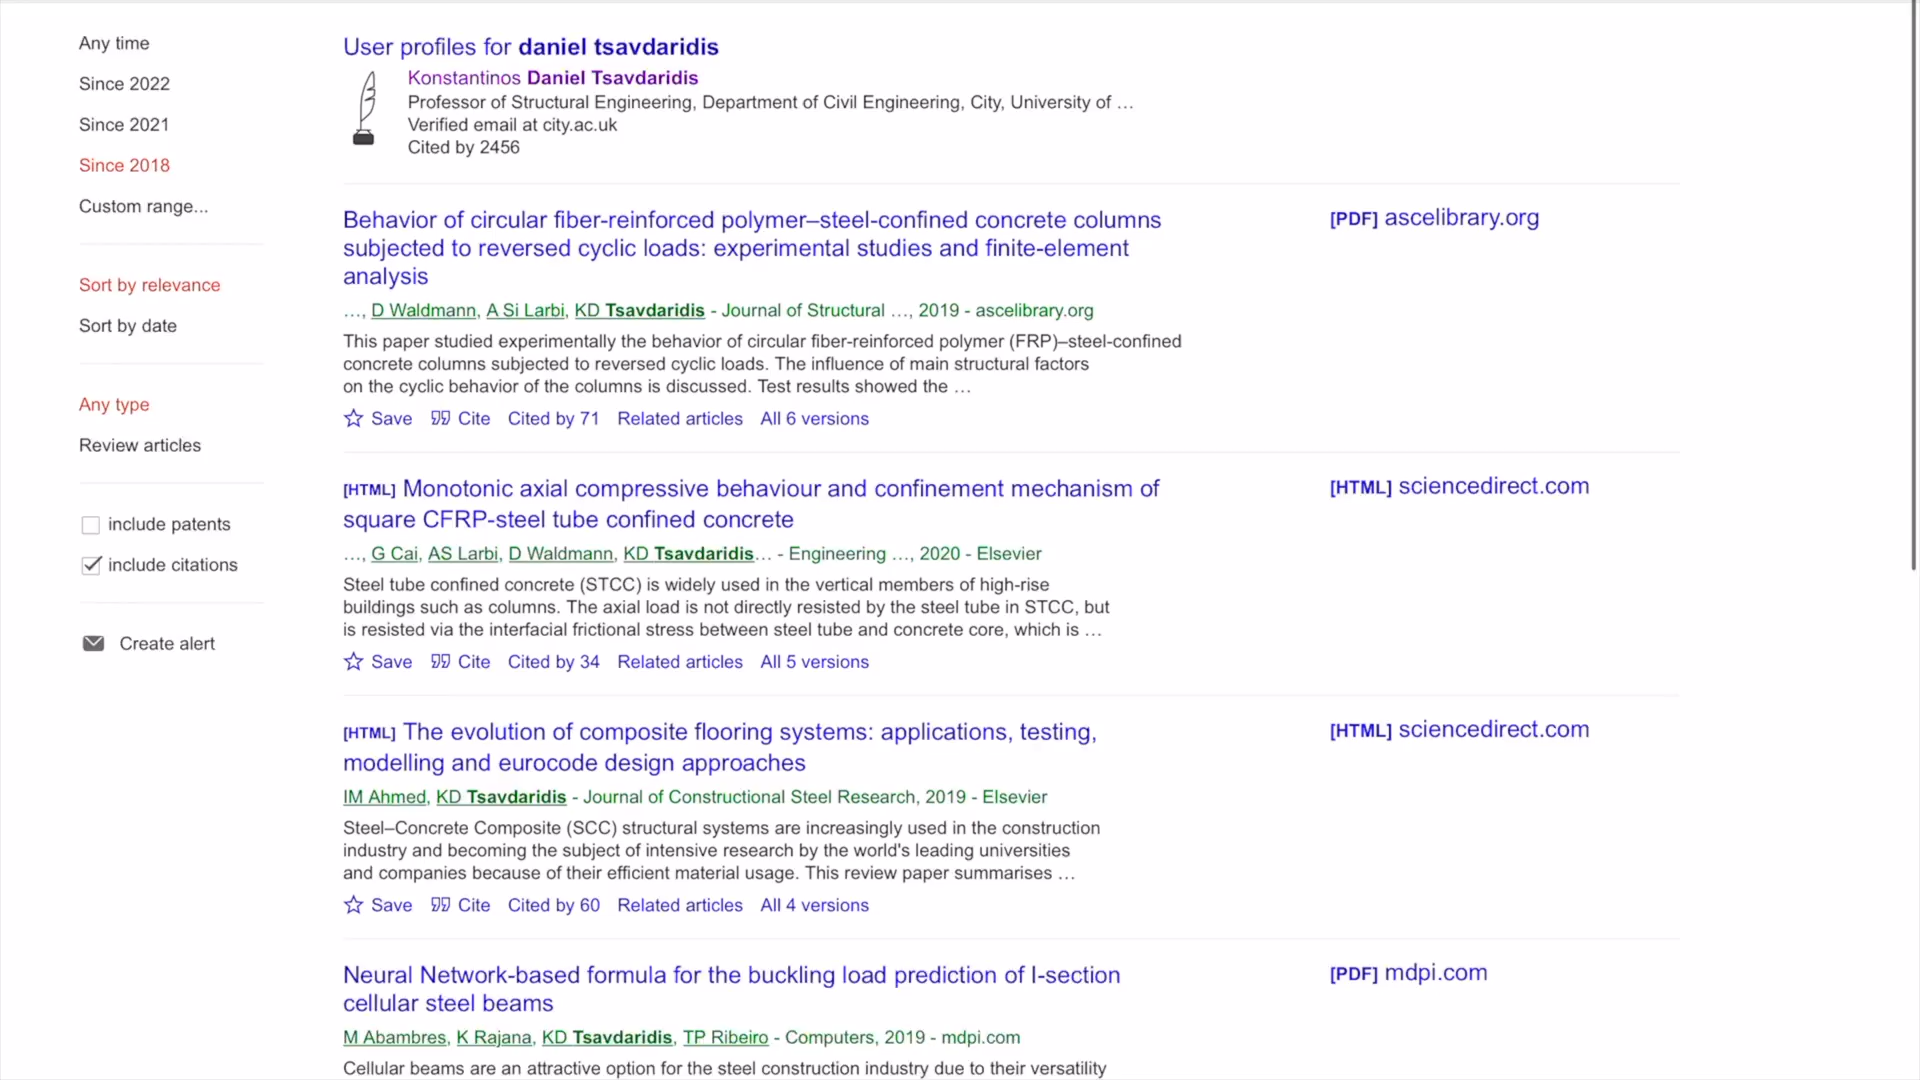 Any time
Since 2022
Since 2021
Since 2018
Custom range...
Sort by relevance
Sort by date
Any type
Review articles
include patents
include citations
Create alert
User profiles for daniel tsavdaridis
Konstantinos Daniel Tsavdaridis
Professor of Structural Engineering, Department of Civil Engineering, City, University of …
Verified email at city.ac.uk
Cited by 2456
Behavior of circular fiber-reinforced polymer–steel-confined concrete columns
subjected to reversed cyclic loads: experimental studies and finite-element
analysis
[PDF] ascelibrary.org
…, D Waldmann, A Si Larbi, KD Tsavdaridis - Journal of Structural …, 2019 - ascelibrary.org
This paper studied experimentally the behavior of circular fiber-reinforced polymer (FRP)–steel-confined
concrete columns subjected to reversed cyclic loads. The influence of main structural factors
on the cyclic behavior of the columns is discussed. Test results showed the …
Save Cite Cited by 71 Related articles All 6 versions
[HTML] Monotonic axial compressive behaviour and confinement mechanism of
square CFRP-steel tube confined concrete
[HTML] sciencedirect.com
…, G Cai, AS Larbi, D Waldmann, KD Tsavdaridis… - Engineering …, 2020 - Elsevier
Steel tube confined concrete (STCC) is widely used in the vertical members of high-rise
buildings such as columns. The axial load is not directly resisted by the steel tube in STCC, but
is resisted via the interfacial frictional stress between steel tube and concrete core, which is …
Save Cite Cited by 34 Related articles All 5 versions
[HTML] The evolution of composite flooring systems: applications, testing,
modelling and eurocode design approaches
[HTML] sciencedirect.com
IM Ahmed, KD Tsavdaridis - Journal of Constructional Steel Research, 2019 - Elsevier
Steel–Concrete Composite (SCC) structural systems are increasingly used in the construction
industry and becoming the subject of intensive research by the world's leading universities
and companies because of their efficient material usage. This review paper summarises …
Save Cite Cited by 60 Related articles All 4 versions
Neural Network-based formula for the buckling load prediction of I-section
cellular steel beams
[PDF] mdpi.com
M Abambres, K Rajana, KD Tsavdaridis, TP Ribeiro - Computers, 2019 - mdpi.com
Cellular beams are an attractive option for the steel construction industry due to their versatility